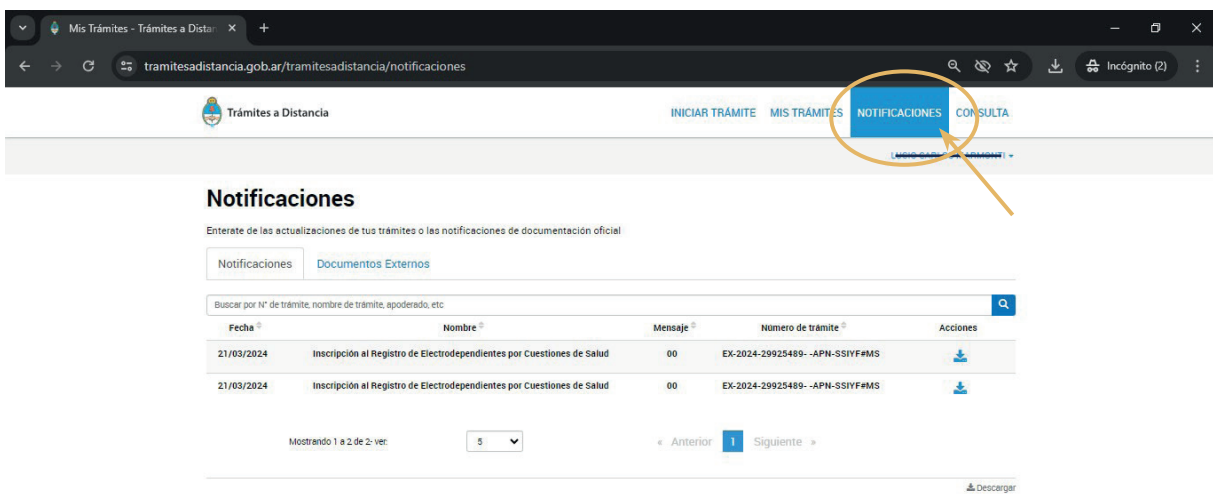 Mis Trámites - Trámites a Distan
tramitesadistancia.gob.ar/tramitesadistancia/notificaciones
Incógnito (2)
Trámites a Distancia
INICIAR TRÁMITE MIS TRÁMITES NOTIFICACIONES CONSULTA
Notificaciones
Enterate de las actualizaciones de tus trámites o las notificaciones de documentación oficial
Notificaciones Documentos Externos
Buscar por N° de trámite, nombre de trámite, apoderado, etc
Fecha Nombre Mensaje Número de trámite Acciones
21/03/2024 Inscripción al Registro de Electrodependientes por Cuestiones de Salud 00 EX-2024-29925489- -APN-SSIYF#MS
21/03/2024 Inscripción al Registro de Electrodependientes por Cuestiones de Salud 00 EX-2024-29925489- -APN-SSIYF#MS
Mostrando 1 a 2 de 2- ver: 5 « Anterior 1 Siguiente »
Descargar